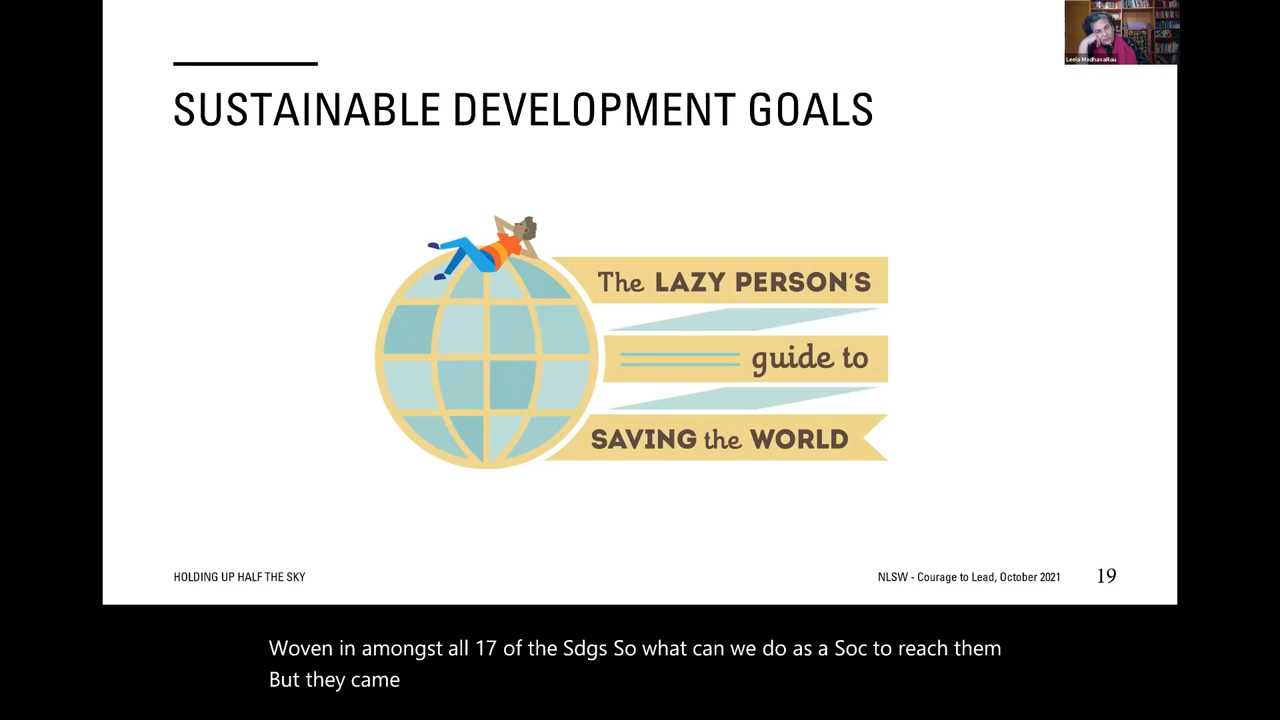 Leela MadhavaRau
SUSTAINABLE DEVELOPMENT GOALS
The LAZY PERSON'S
guide to
SAVING the WORLD
HOLDING UP HALF THE SKY
NLSW - Courage to Lead, October 2021
19
Woven in amongst all 17 of the Sdgs So what can we do as a Soc to reach them
But they came